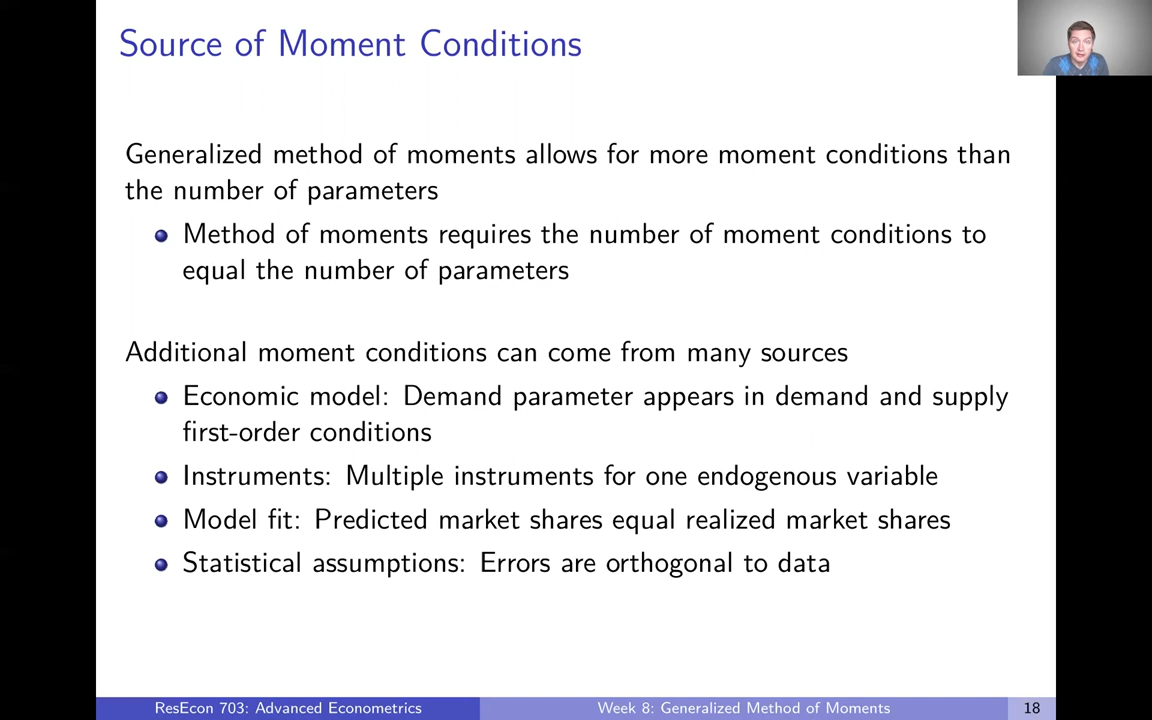 Source of Moment Conditions
Generalized method of moments allows for more moment conditions than
the number of parameters
Method of moments requires the number of moment conditions to
equal the number of parameters
Additional moment conditions can come from many sources
Economic model: Demand parameter appears in demand and supply
first-order conditions
Instruments: Multiple instruments for one endogenous variable
Model fit: Predicted market shares equal realized market shares
Statistical assumptions: Errors are orthogonal to data
ResEcon 703: Advanced Econometrics
Week 8: Generalized Method of Moments
18